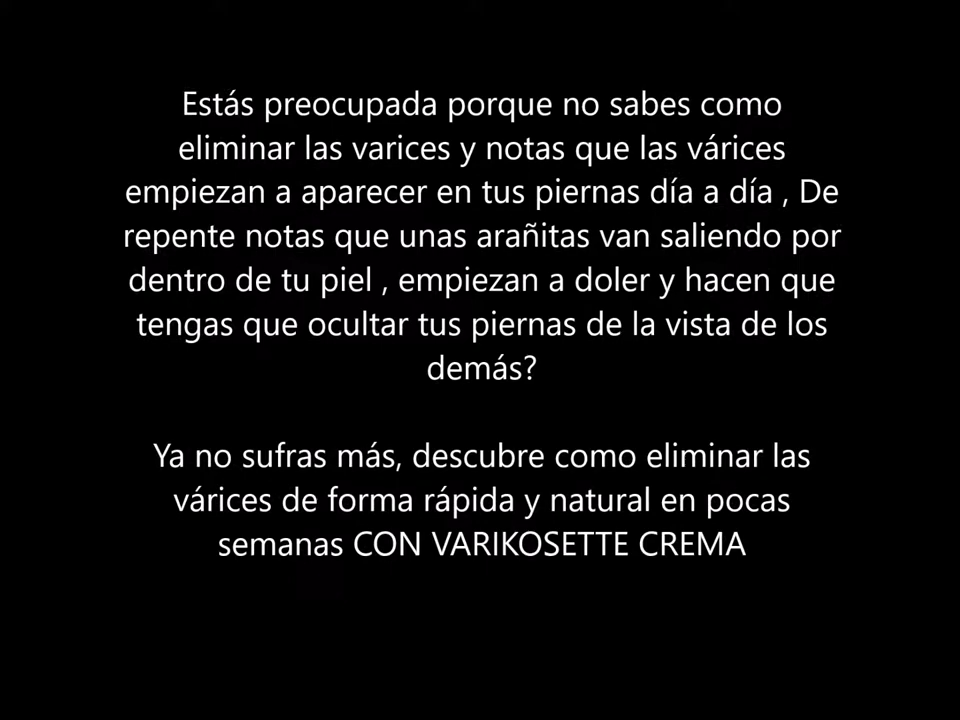 Estás preocupada porque no sabes como
eliminar las varices y notas que las várices
empiezan a aparecer en tus piernas día a día , De
repente notas que unas arañitas van saliendo por
dentro de tu piel , empiezan a doler y hacen que
tengas que ocultar tus piernas de la vista de los
demás?
Ya no sufras más, descubre como eliminar las
várices de forma rápida y natural en pocas
semanas CON VARIKOSETTE CREMA